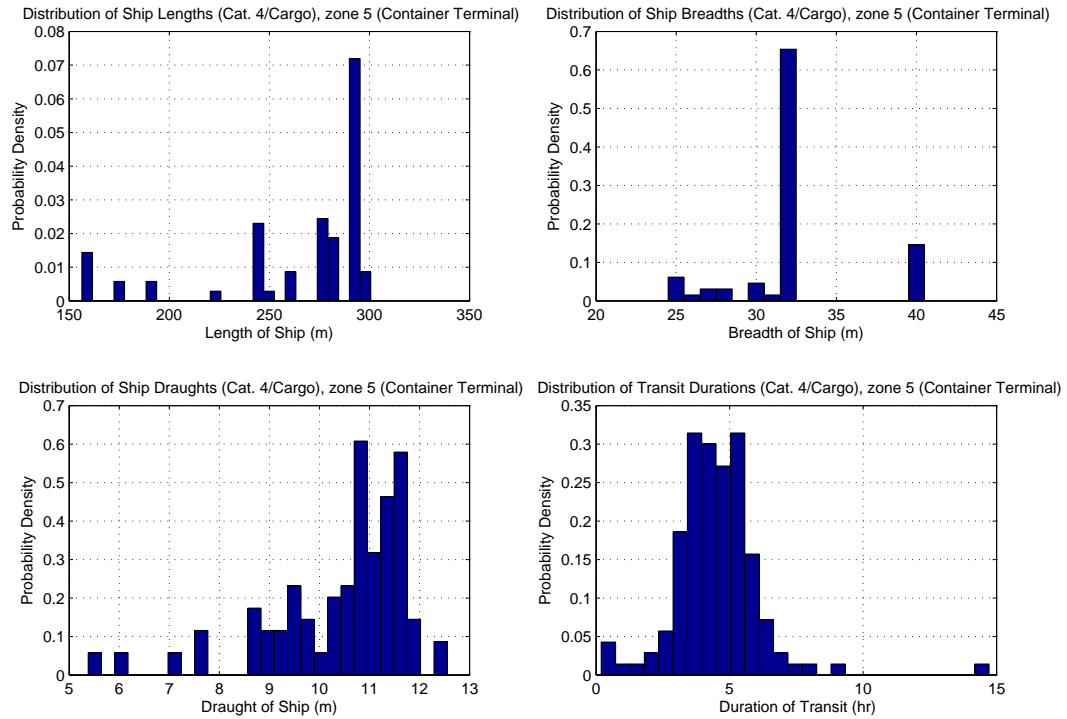 Distribution of Ship Lengths (Cat. 4/Cargo), zone 5 (Container Terminal)
0.08
0.07
0.06
0.05
0.04
0.03
0.02
0.01
0
150 200 250 300 350
Probability Density
Length of Ship (m)
Distribution of Ship Breadths (Cat. 4/Cargo), zone 5 (Container Terminal)
0.7
0.6
0.5
0.4
0.3
0.2
0.1
0
20 25 30 35 40 45
Probability Density
Breadth of Ship (m)
Distribution of Ship Draughts (Cat. 4/Cargo), zone 5 (Container Terminal)
0.7
0.6
0.5
0.4
0.3
0.2
0.1
0
5 6 7 8 9 10 11 12 13
Probability Density
Draught of Ship (m)
Distribution of Transit Durations (Cat. 4/Cargo), zone 5 (Container Terminal)
0.35
0.3
0.25
0.2
0.15
0.1
0.05
0
0 5 10 15
Probability Density
Duration of Transit (hr)